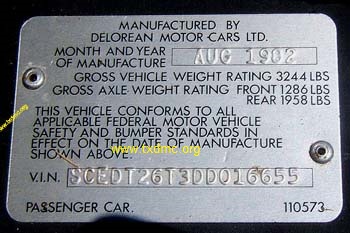 MANUFACTURED BY
DELOREAN MOTOR CARS LTD.
MONTH AND YEAR
OF MANUFACTURE AUG 1982
GROSS VEHICLE WEIGHT RATING 3244 LBS
GROSS AXLE WEIGHT RATING FRONT 1286 LBS
REAR 1958 LBS
THIS VEHICLE CONFORMS TO ALL
APPLICABLE FEDERAL MOTOR VEHICLE
SAFETY AND BUMPER STANDARDS IN
EFFECT ON THE DATE OF MANUFACTURE
SHOWN ABOVE.
www.txdmc.org
V.I.N. SCEDT26T3DD016655
PASSENGER CAR. 110573